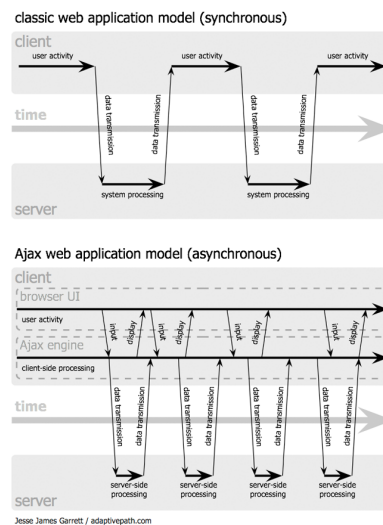 classic web application model (synchronous)
client
user activity
user activity
user activity
data transmission
data transmission
data transmission
data transmission
time
system processing
system processing
server
Ajax web application model (asynchronous)
client
browser UI
user activity
input
display
input
display
input
display
input
display
Ajax engine
client-side processing
data transmission
data transmission
data transmission
data transmission
data transmission
data transmission
data transmission
data transmission
time
server-side
processing
server-side
processing
server-side
processing
server-side
processing
server
Jesse James Garrett / adaptivepath.com